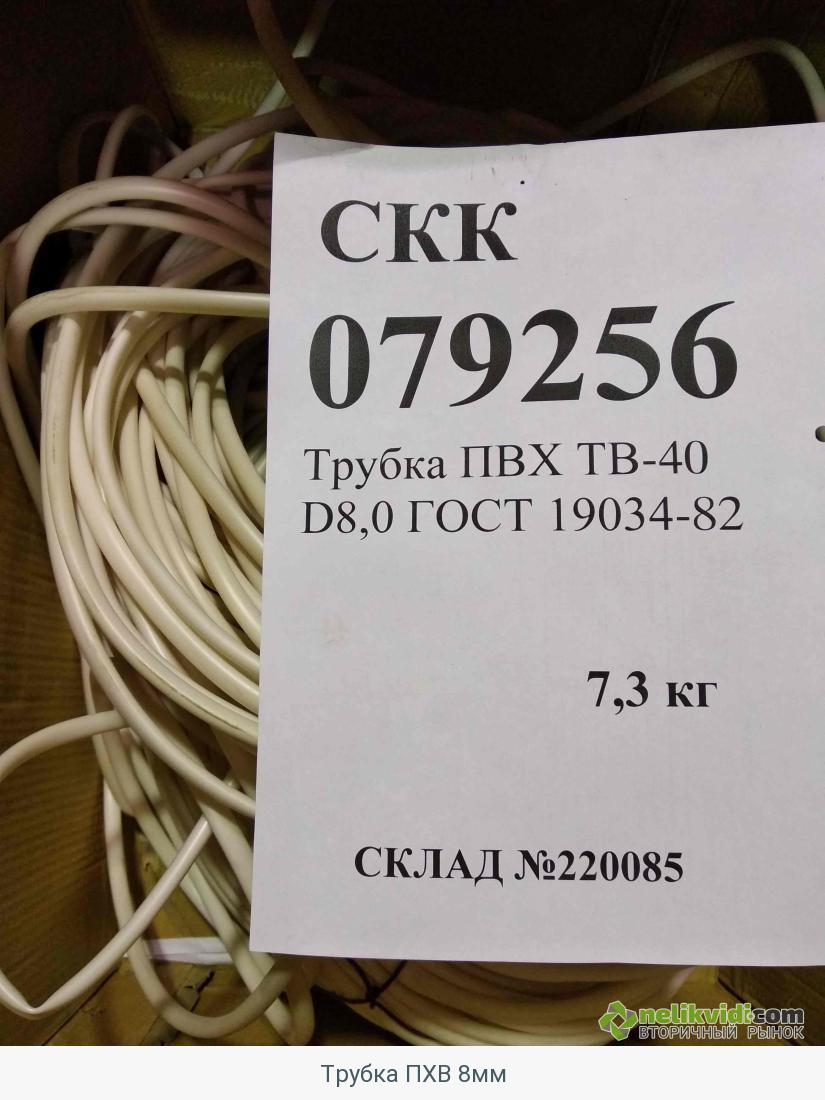 СКК
079256
Трубка ПВХ ТВ-40
D8,0 ГОСТ 19034-82
7,3 кг
СКЛАД №220085
nelikvidi.com
ВТОРИЧНЫЙ РЫНОК
Трубка ПХВ 8мм